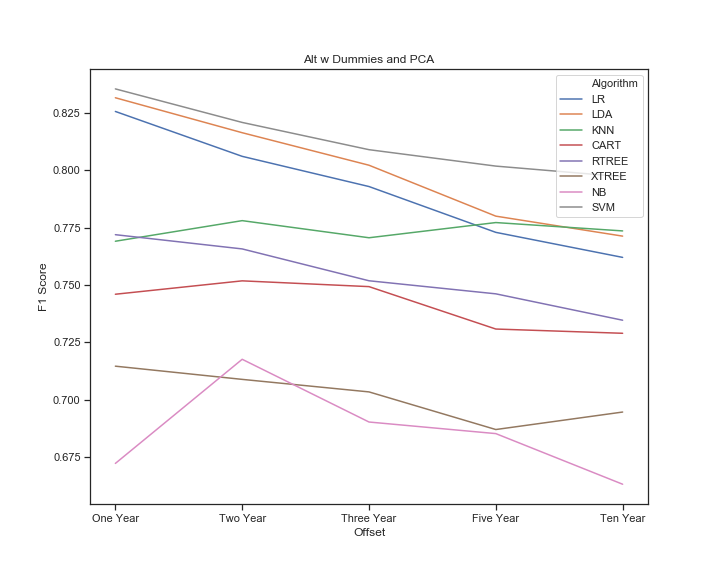 Alt w Dummies and PCA
Algorithm
LR
LDA
KNN
CART
RTREE
XTREE
NB
SVM
0.825
0.800
0.775
0.750
0.725
0.700
0.675
F1 Score
One Year Two Year Three Year Five Year Ten Year
Offset